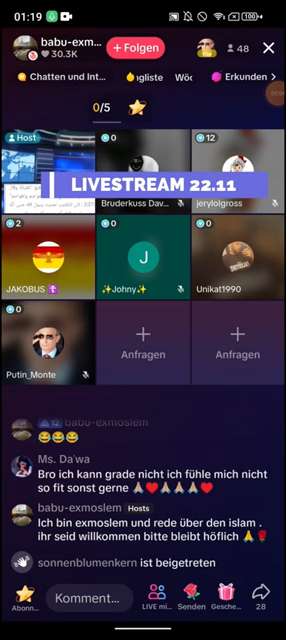 01:19
100
babu-exm...
30.3K
+ Folgen
48
Chatten und Int...
Erkunden
0/5
Host
0
12
LIVESTREAM 22.11
Bruderkuss Dav...
jerylolgross
2
0
0
JAKOBUS
J
✨Johny✨
Unikat1990
Putin_Monte
+
Anfragen
+
Anfragen
12 babu-exmoslem
😂😂😂
Ms. Da'wa
Bro ich kann grade nicht ich fühle mich nicht
so fit sonst gerne 🙏❤️🙏🙏🙏❤️
babu-exmoslem Hosts
Ich bin exmoslem und rede über den islam .
ihr seid willkommen bitte bleibt höflich 🙏🌹
sonnenblumenkern ist beigetreten
Abonn...
Komment...
LIVE mi...
Senden
Gesche...
28